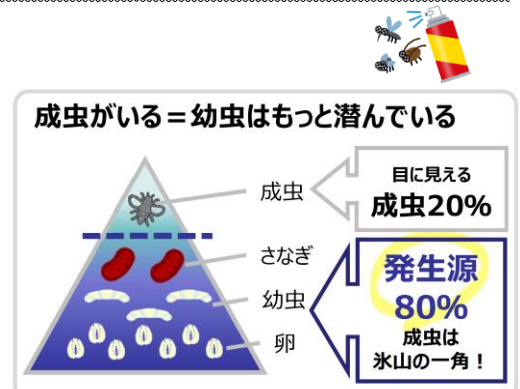 成虫がいる＝幼虫はもっと潜んでいる
目に見える
成虫20%
成虫
さなぎ
幼虫
卵
発生源
80%
成虫は
氷山の一角！